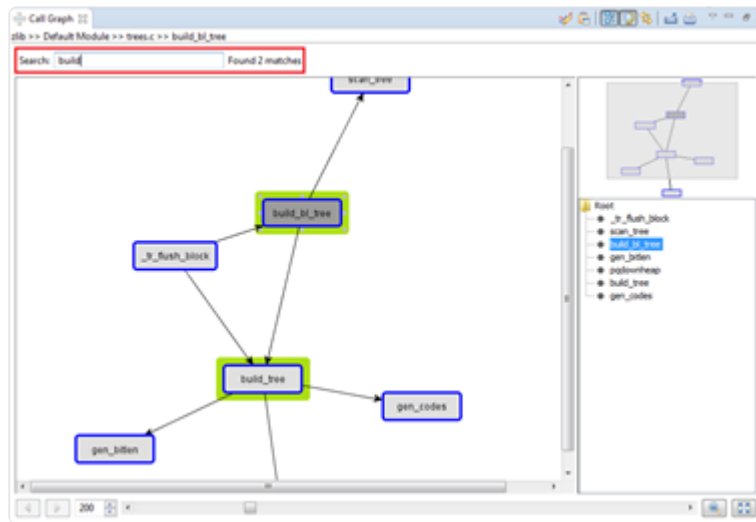 Call Graph
zlib >> Default Module >> trees.c >> build_bl_tree
Search: build Found 2 matches
scan_tree
build_bl_tree
_tr_flush_block
build_tree
gen_codes
gen_bitlen
Root
_tr_flush_block
scan_tree
build_bl_tree
gen_bitlen
pqdownheap
build_tree
gen_codes
200